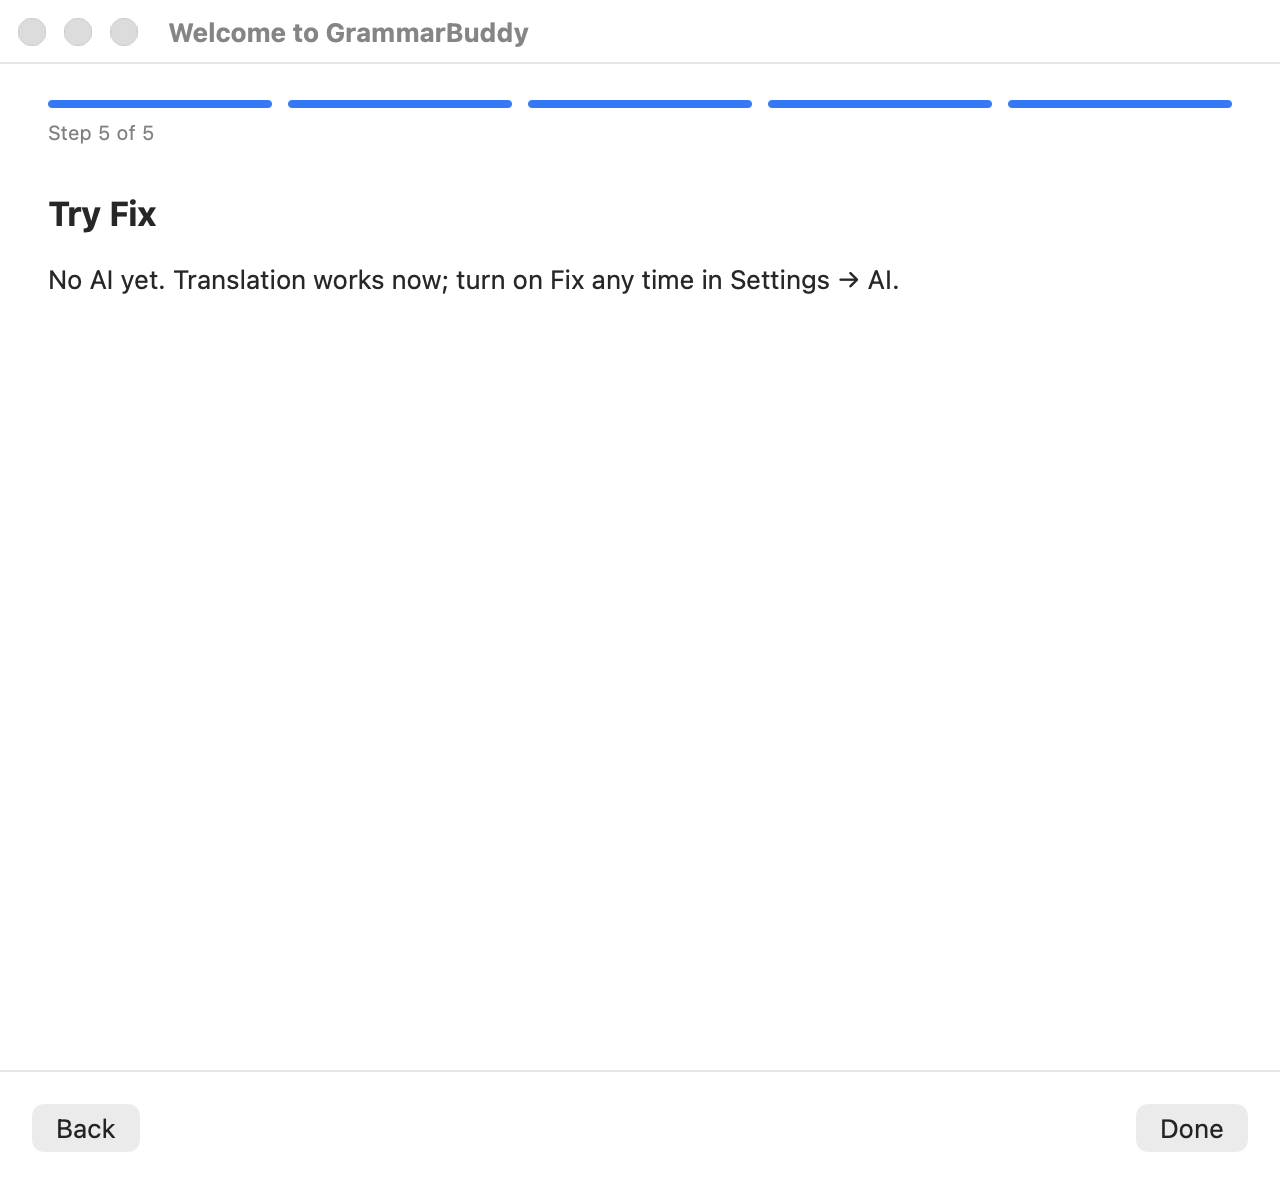 Welcome to GrammarBuddy
Step 5 of 5
Try Fix
No AI yet. Translation works now; turn on Fix any time in Settings → AI.
Back
Done